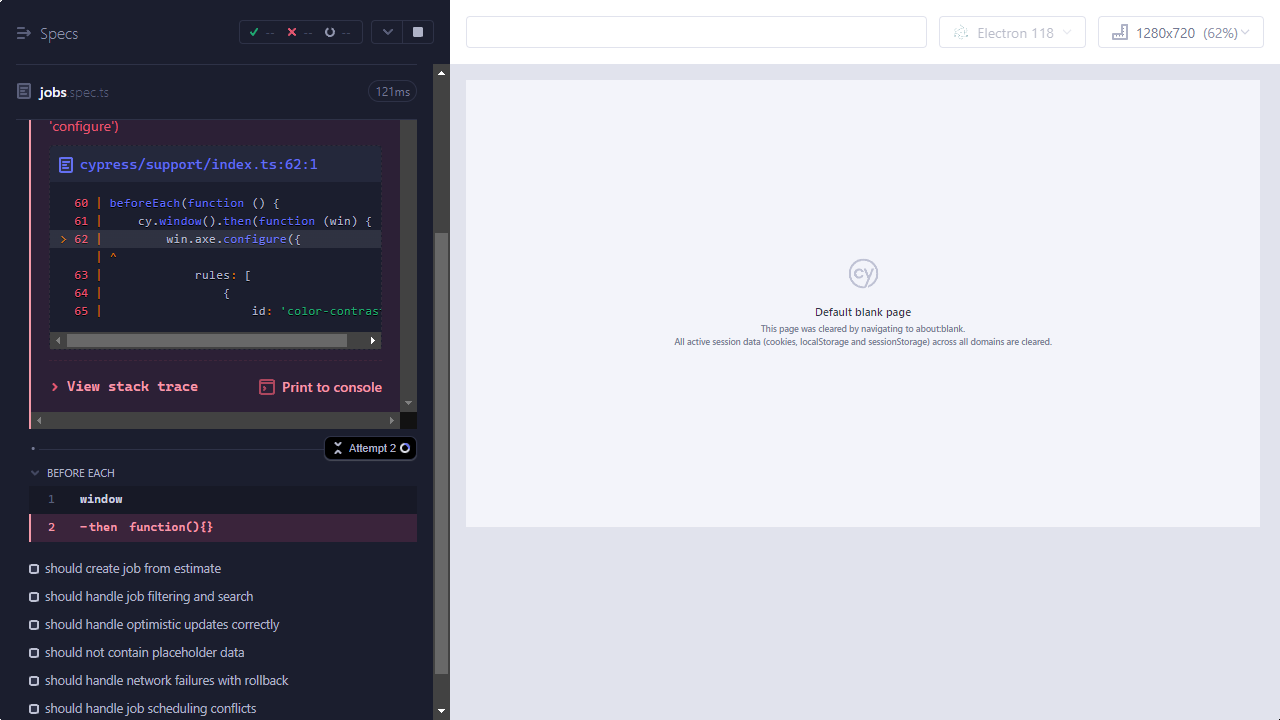 Specs
--
--
--
Electron 118
1280x720 (62%)
jobs.spec.ts
121ms
'configure')
cypress/support/index.ts:62:1
60 | beforeEach(function () {
61 |     cy.window().then(function (win) {
> 62 |         win.axe.configure({
| ^
63 |             rules: [
64 |                 {
65 |                     id: 'color-contras
> View stack trace
Print to console
Attempt 2
BEFORE EACH
1 window
2 -then function(){}
should create job from estimate
should handle job filtering and search
should handle optimistic updates correctly
should not contain placeholder data
should handle network failures with rollback
should handle job scheduling conflicts
cy
Default blank page
This page was cleared by navigating to about:blank.
All active session data (cookies, localStorage and sessionStorage) across all domains are cleared.